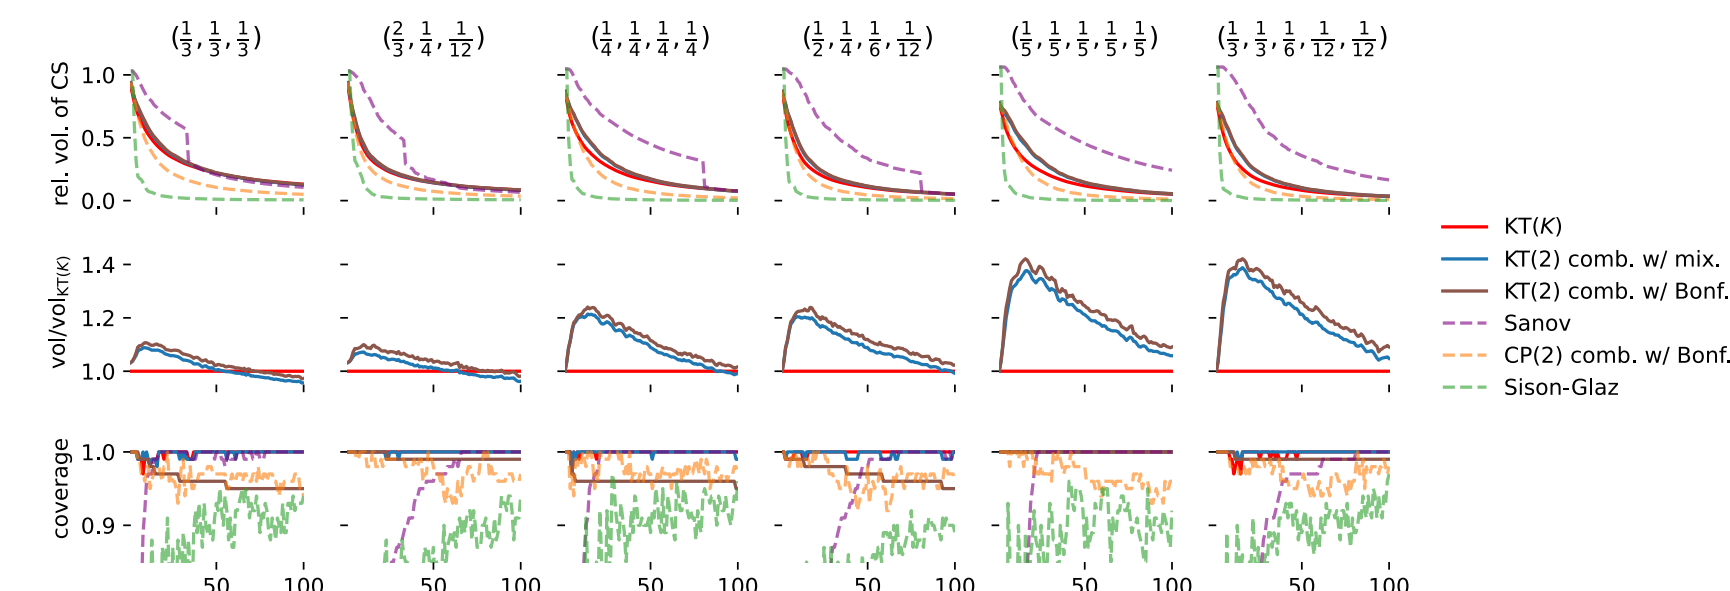 (1/3, 1/3, 1/3) (2/3, 1/4, 1/12) (1/4, 1/4, 1/4, 1/4) (1/2, 1/4, 1/6, 1/12) (1/5, 1/5, 1/5, 1/5, 1/5) (1/3, 1/3, 1/6, 1/12, 1/12)
rel. vol. of CS
1.0
0.5
0.0
vol/vol_KT(K)
1.4
1.2
1.0
coverage
1.0
0.9
50 100 50 100 50 100 50 100 50 100 50 100
KT(K)
KT(2) comb. w/ mix.
KT(2) comb. w/ Bonf.
Sanov
CP(2) comb. w/ Bonf.
Sison-Glaz